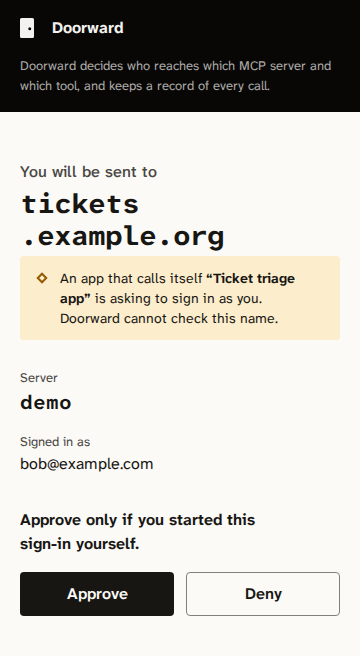 Doorward
Doorward decides who reaches which MCP server and
which tool, and keeps a record of every call.
You will be sent to
tickets
.example.org
An app that calls itself “Ticket triage
app” is asking to sign in as you.
Doorward cannot check this name.
Server
demo
Signed in as
bob@example.com
Approve only if you started this
sign-in yourself.
Approve
Deny